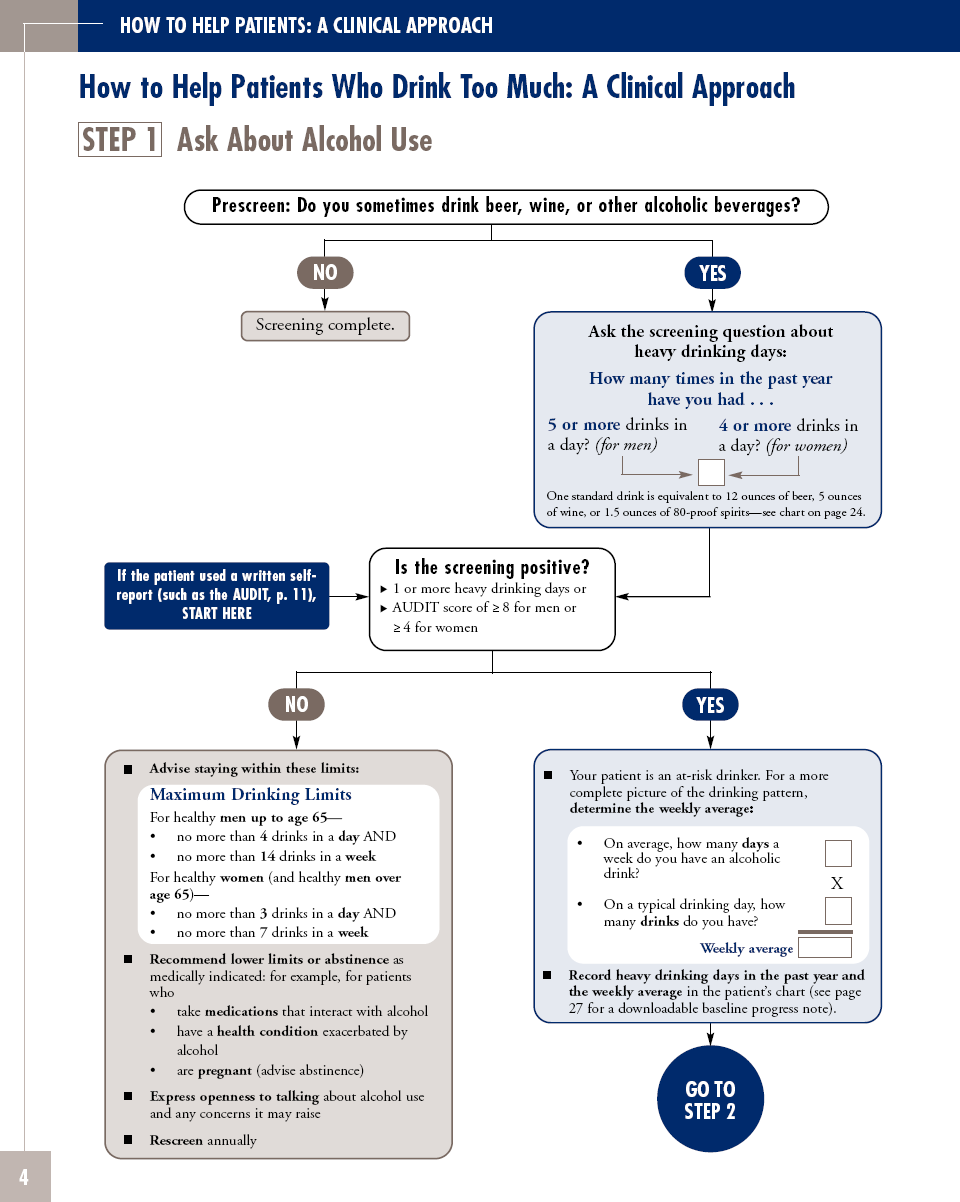 HOW TO HELP PATIENTS: A CLINICAL APPROACH
How to Help Patients Who Drink Too Much: A Clinical Approach
STEP 1 Ask About Alcohol Use
Prescreen: Do you sometimes drink beer, wine, or other alcoholic beverages?
NO
YES
Screening complete.
Ask the screening question about
heavy drinking days:
How many times in the past year
have you had . . .
5 or more drinks in
a day? (for men)
4 or more drinks in
a day? (for women)
One standard drink is equivalent to 12 ounces of beer, 5 ounces
of wine, or 1.5 ounces of 80-proof spirits—see chart on page 24.
If the patient used a written self-
report (such as the AUDIT, p. 11),
START HERE
Is the screening positive?
▶ 1 or more heavy drinking days or
▶ AUDIT score of ≥ 8 for men or
≥ 4 for women
NO
YES
■ Advise staying within these limits:
Maximum Drinking Limits
For healthy men up to age 65—
• no more than 4 drinks in a day AND
• no more than 14 drinks in a week
For healthy women (and healthy men over
age 65)—
• no more than 3 drinks in a day AND
• no more than 7 drinks in a week
■ Recommend lower limits or abstinence as
medically indicated: for example, for patients
who
• take medications that interact with alcohol
• have a health condition exacerbated by
alcohol
• are pregnant (advise abstinence)
■ Express openness to talking about alcohol use
and any concerns it may raise
■ Rescreen annually
■ Your patient is an at-risk drinker. For a more
complete picture of the drinking pattern,
determine the weekly average:
• On average, how many days a
week do you have an alcoholic
drink?
X
• On a typical drinking day, how
many drinks do you have?
Weekly average
■ Record heavy drinking days in the past year and
the weekly average in the patient's chart (see page
27 for a downloadable baseline progress note).
GO TO
STEP 2
4